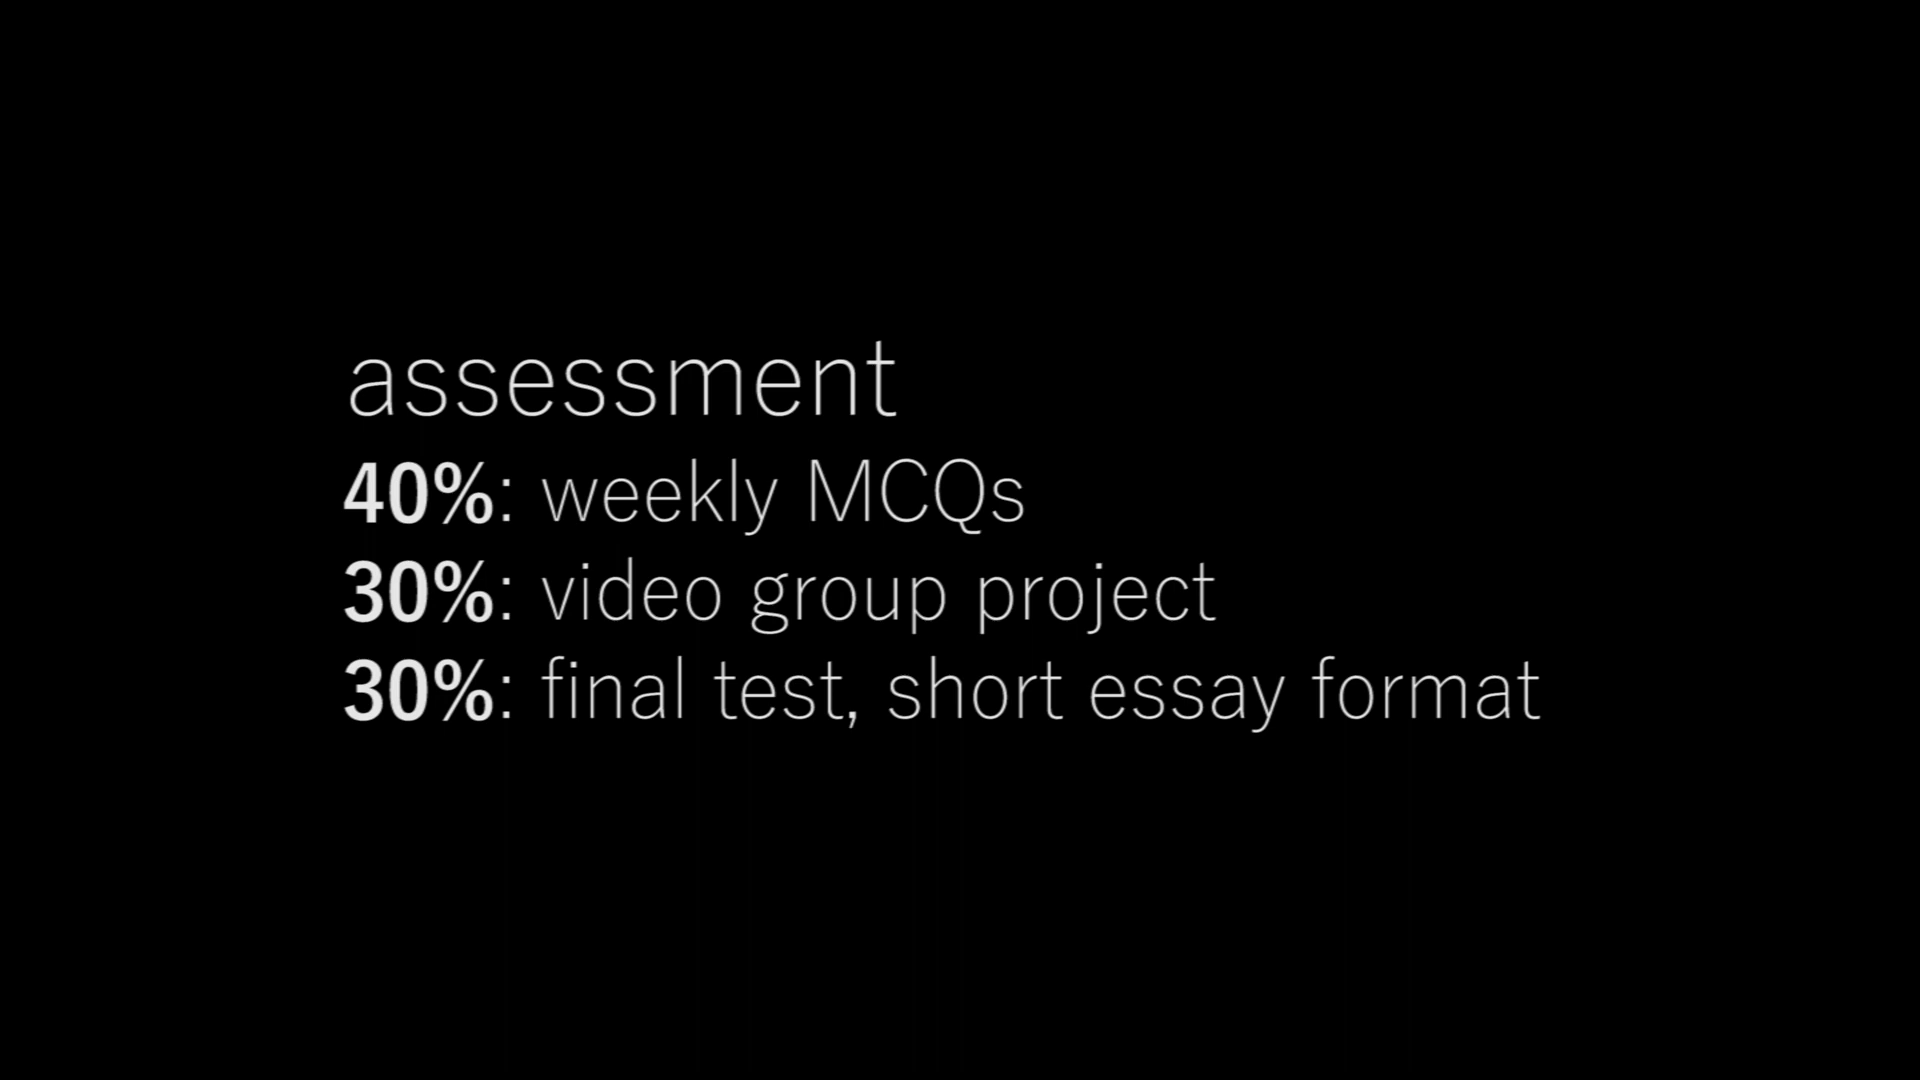 assessment
40%: weekly MCQs
30%: video group project
30%: final test, short essay format